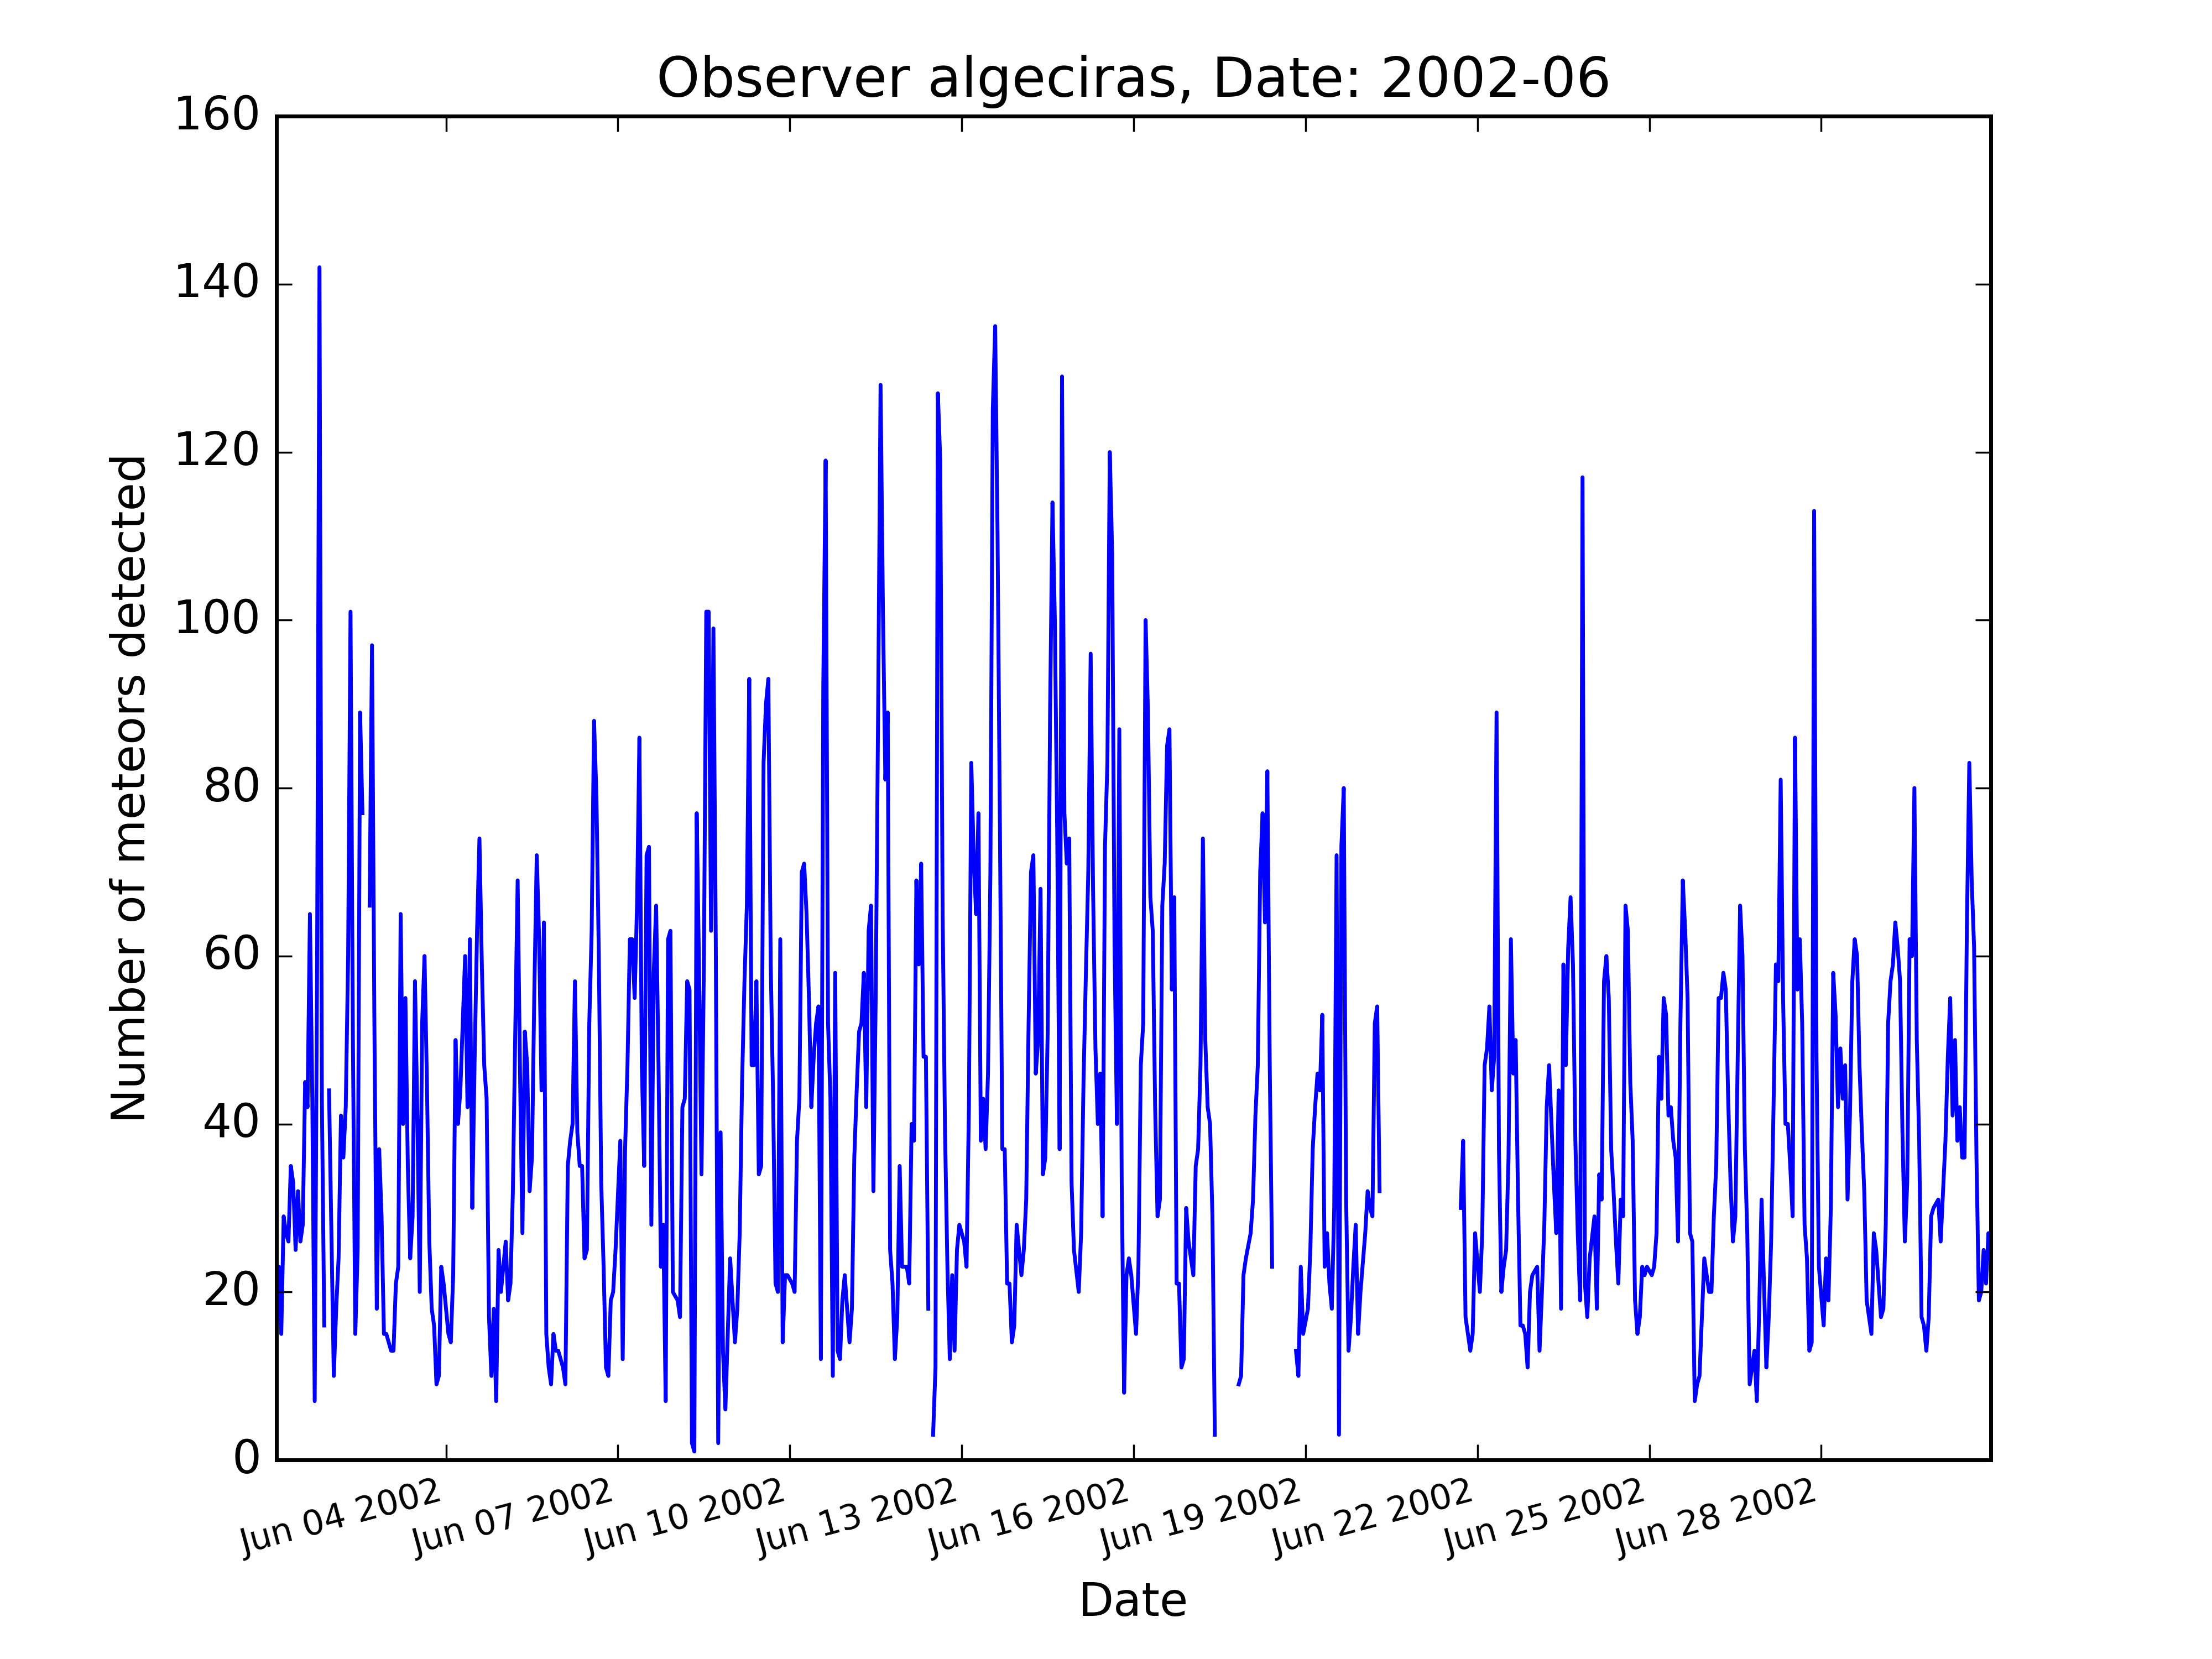 Observer algeciras, Date: 2002-06
160
140
120
100
80
60
40
20
0
Number of meteors detected
Jun 04 2002
Jun 07 2002
Jun 10 2002
Jun 13 2002
Jun 16 2002
Jun 19 2002
Jun 22 2002
Jun 25 2002
Jun 28 2002
Date